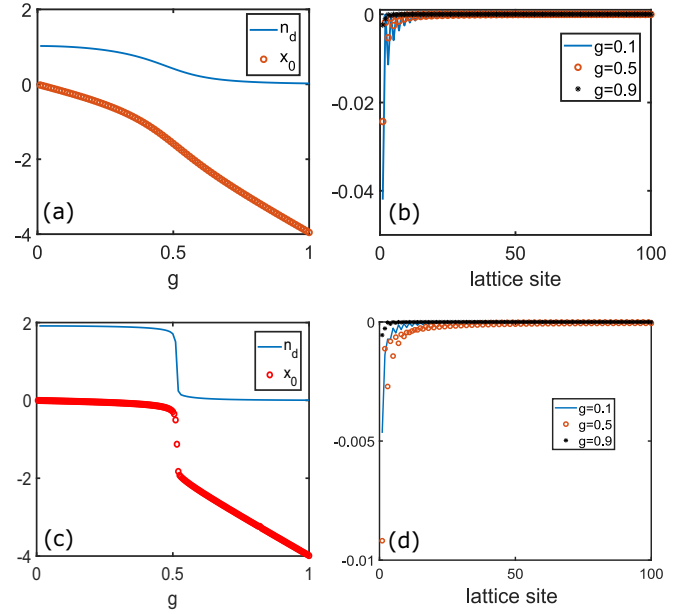 2
0
-2
-4
0
0.5
1
g
n_d
x_0
(a)
0
-0.02
-0.04
0
50
100
lattice site
g=0.1
g=0.5
g=0.9
(b)
2
0
-2
-4
0
0.5
1
g
n_d
x_0
(c)
0
-0.005
-0.01
0
50
100
lattice site
g=0.1
g=0.5
g=0.9
(d)